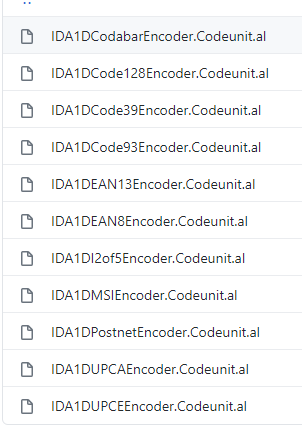 ..
IDA1DCodabarEncoder.Codeunit.al
IDA1DCode128Encoder.Codeunit.al
IDA1DCode39Encoder.Codeunit.al
IDA1DCode93Encoder.Codeunit.al
IDA1DEAN13Encoder.Codeunit.al
IDA1DEAN8Encoder.Codeunit.al
IDA1DI2of5Encoder.Codeunit.al
IDA1DMSIEncoder.Codeunit.al
IDA1DPostnetEncoder.Codeunit.al
IDA1DUPCAEncoder.Codeunit.al
IDA1DUPCEEncoder.Codeunit.al